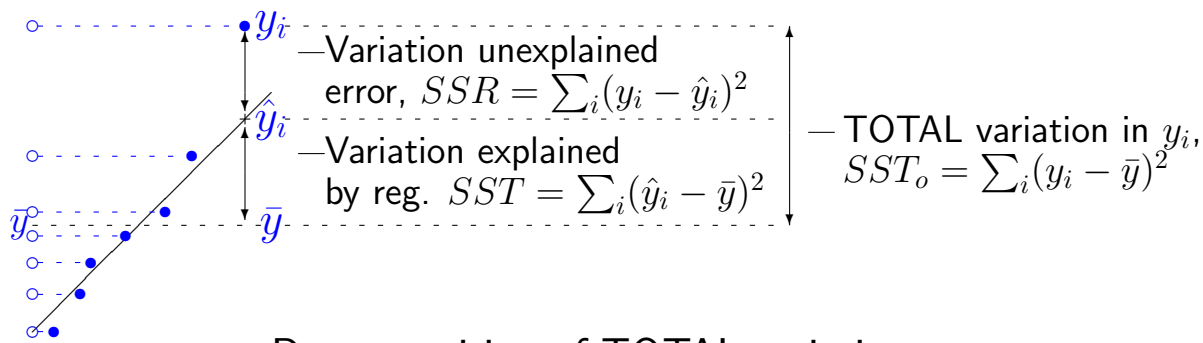 y_i
—Variation unexplained
error, SSR = ∑_i(y_i − ŷ_i)^2
ŷ_i
—Variation explained
by reg. SST = ∑_i(ŷ_i − ȳ)^2
ȳ
ȳ
— TOTAL variation in y_i,
SST_o = ∑_i(y_i − ȳ)^2